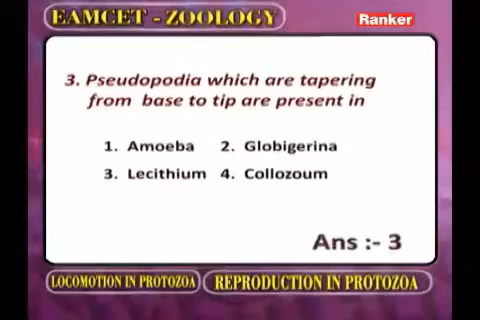 EAMCET - ZOOLOGY
Ranker
3. Pseudopodia which are tapering
from base to tip are present in
1. Amoeba 2. Globigerina
3. Lecithium 4. Collozoum
Ans :- 3
LOCOMOTION IN PROTOZOA REPRODUCTION IN PROTOZOA